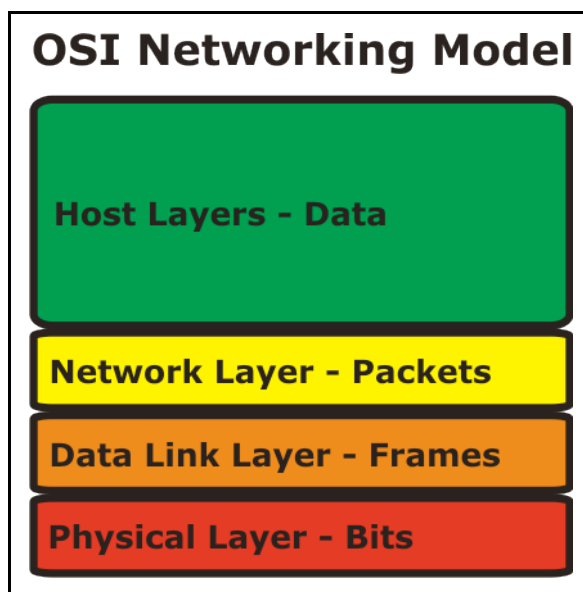 OSI Networking Model
Host Layers - Data
Network Layer - Packets
Data Link Layer - Frames
Physical Layer - Bits